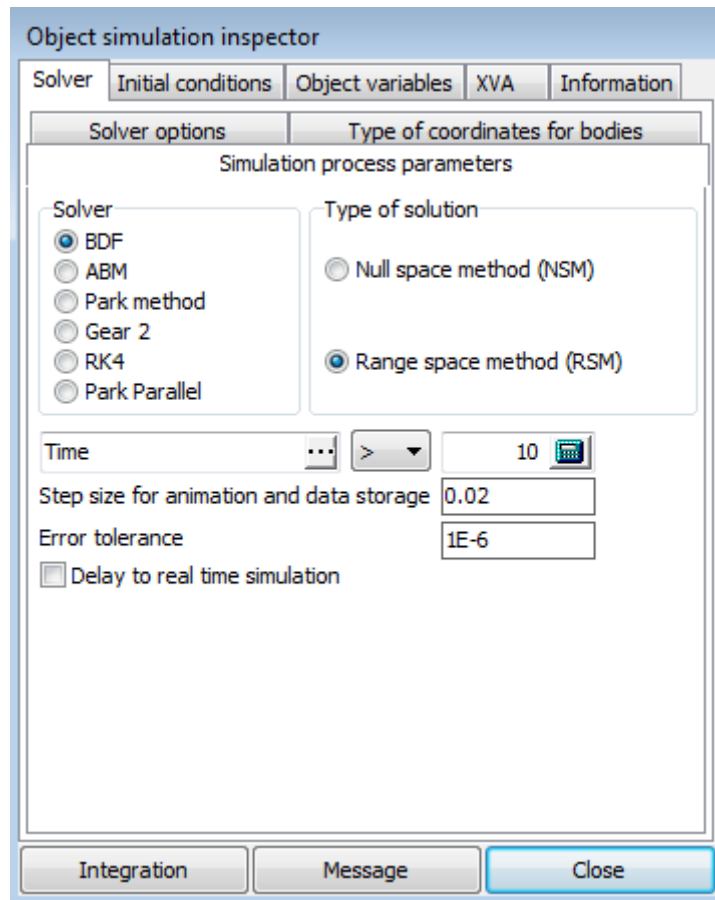 Object simulation inspector
Solver Initial conditions Object variables XVA Information
Solver options Type of coordinates for bodies
Simulation process parameters
Solver Type of solution
BDF
ABM Null space method (NSM)
Park method
Gear 2
RK4 Range space method (RSM)
Park Parallel
Time ... > 10
Step size for animation and data storage 0.02
Error tolerance 1E-6
Delay to real time simulation
Integration Message Close